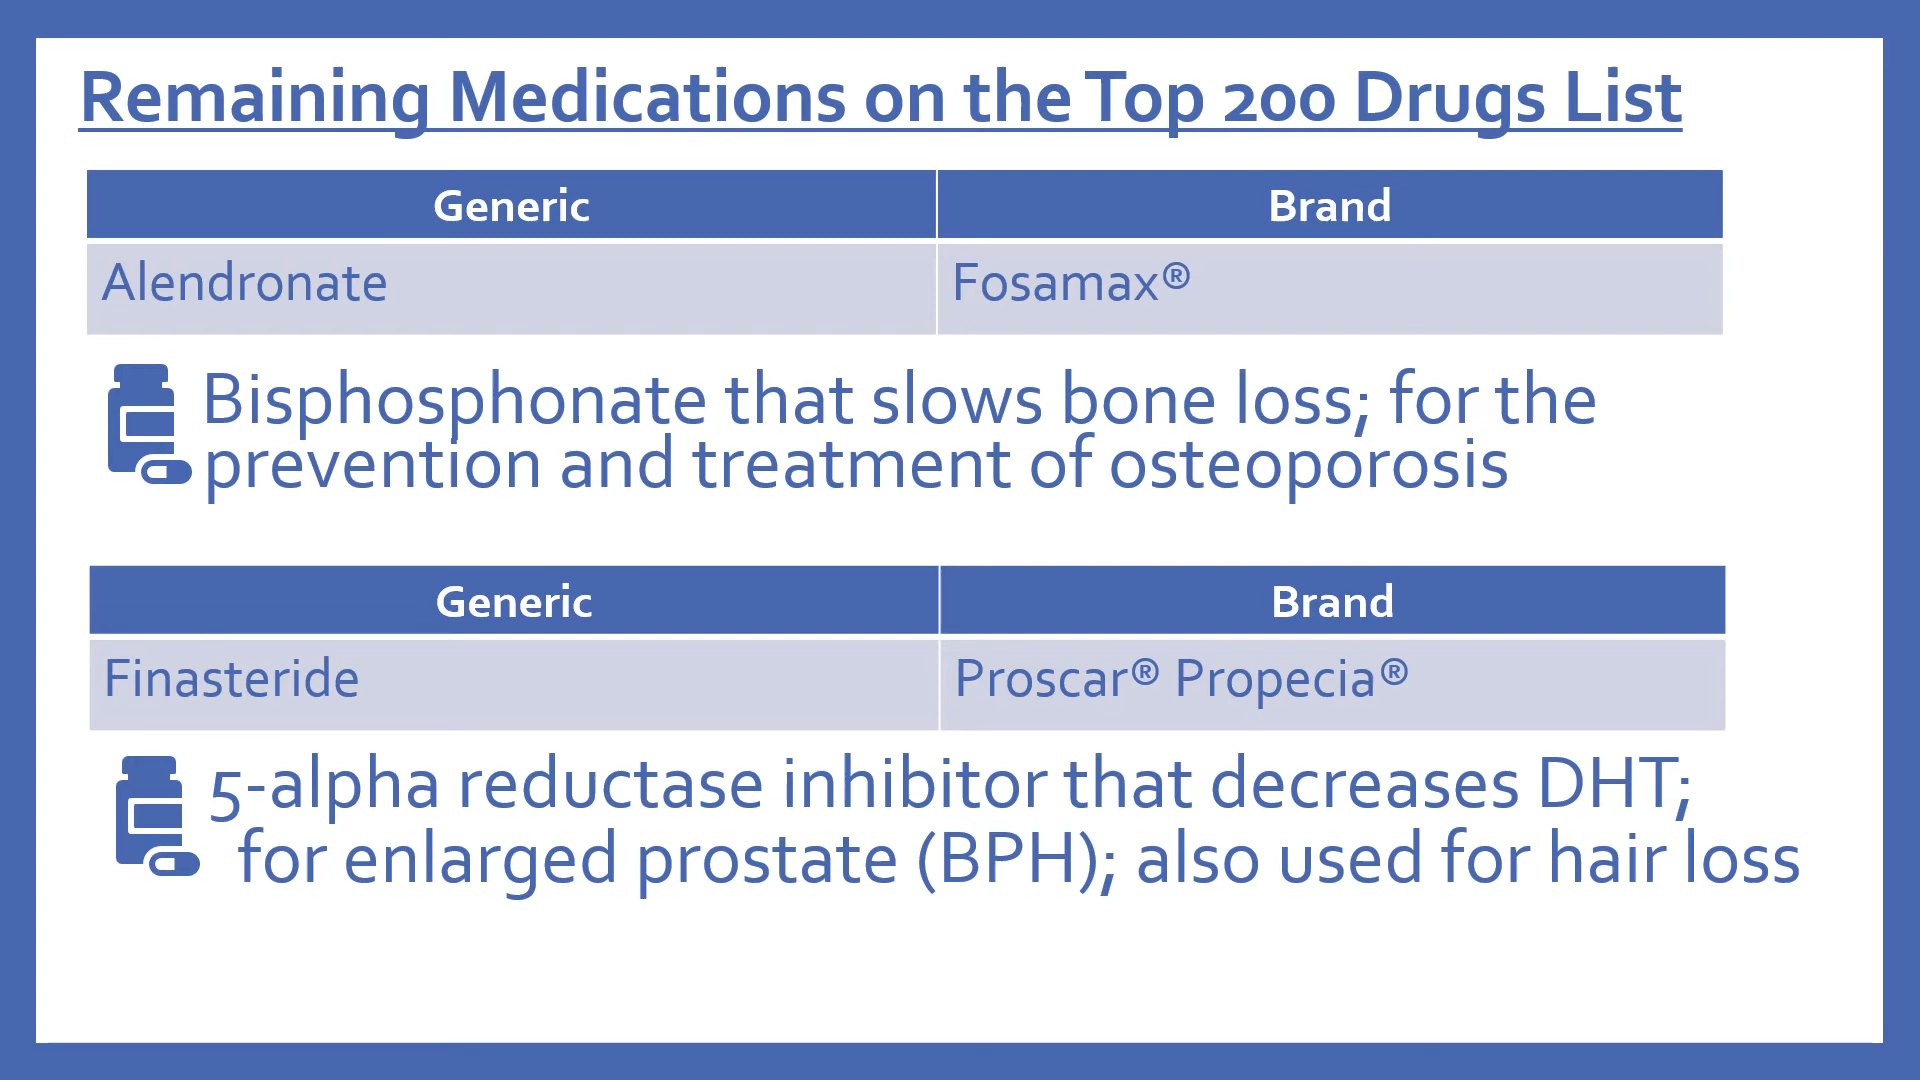 Remaining Medications on the Top 200 Drugs List
Generic Brand
Alendronate Fosamax®
Bisphosphonate that slows bone loss; for the
prevention and treatment of osteoporosis
Generic Brand
Finasteride Proscar® Propecia®
5-alpha reductase inhibitor that decreases DHT;
for enlarged prostate (BPH); also used for hair loss